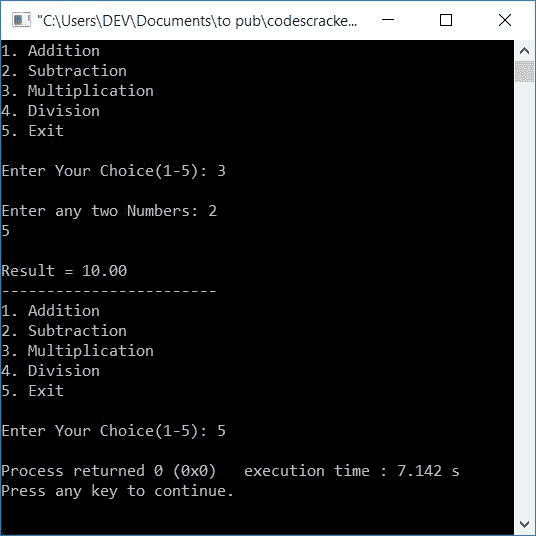 "C:\Users\DEV\Documents\to pub\codescracke...
1. Addition
2. Subtraction
3. Multiplication
4. Division
5. Exit
Enter Your Choice(1-5): 3
Enter any two Numbers: 2
5
Result = 10.00
------------------------
1. Addition
2. Subtraction
3. Multiplication
4. Division
5. Exit
Enter Your Choice(1-5): 5
Process returned 0 (0x0)   execution time : 7.142 s
Press any key to continue.